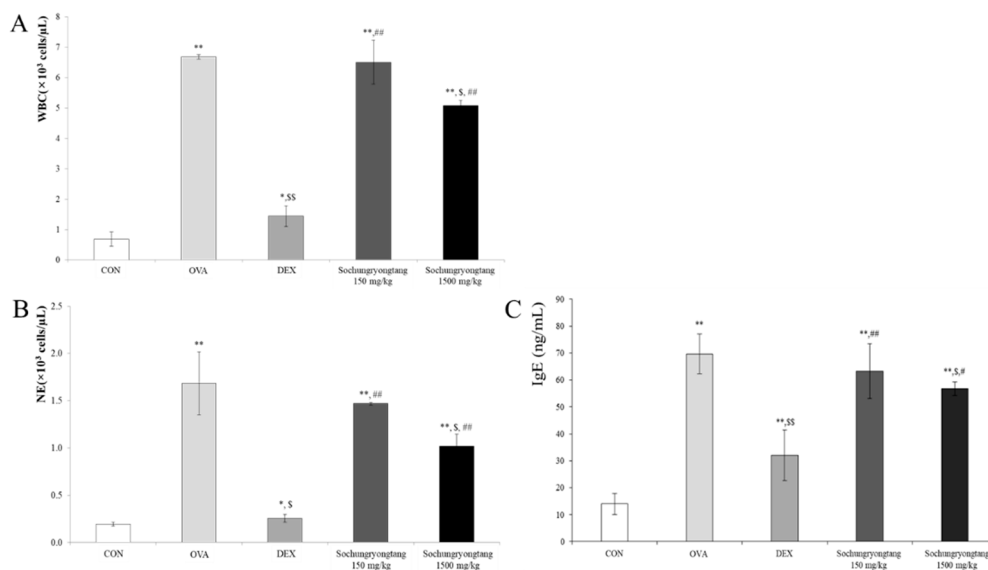 A
WBC(×10³ cells/μL)
8
7
6
5
4
3
2
1
0
**
*,$$
**,##
**, $, ##
CON
OVA
DEX
Sochungryongtang
150 mg/kg
Sochungryongtang
1500 mg/kg
B
NE(×10³ cells/μL)
2.5
2.0
1.5
1.0
0.5
0.0
**
*, $
**, ##
**, $, ##
CON
OVA
DEX
Sochungryongtang
150 mg/kg
Sochungryongtang
1500 mg/kg
C
IgE (ng/mL)
90
80
70
60
50
40
30
20
10
0
**
**,$$
**,##
**,$,#
CON
OVA
DEX
Sochungryongtang
150 mg/kg
Sochungryongtang
1500 mg/kg